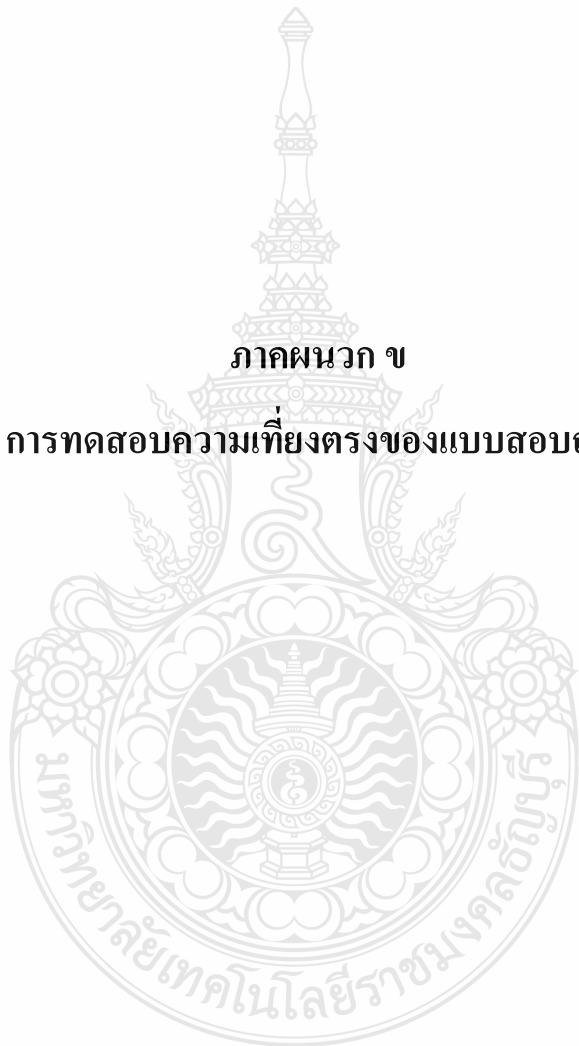 ภาคผนวก ข
การทดสอบความเที่ยงตรงของแบบสอบ
มหาวิทยาลัยเทคโนโลยีราชมงคลธัญบุรี